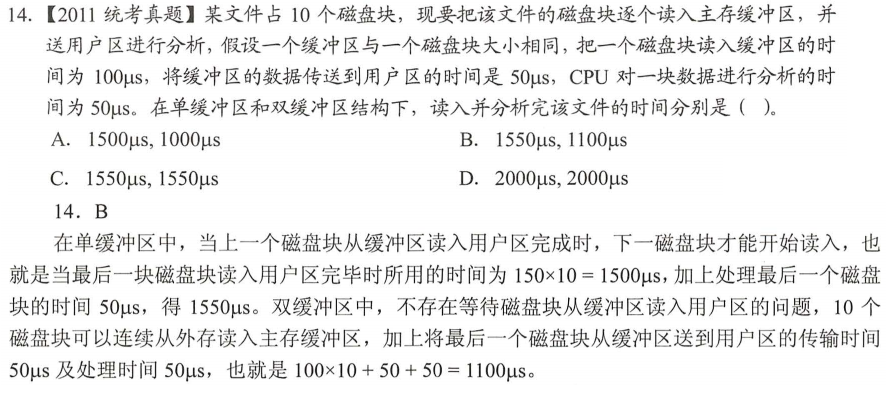 14.【2011 统考真题】某文件占 10 个磁盘块，现要把该文件的磁盘块逐个读入主存缓冲区，并
送用户区进行分析，假设一个缓冲区与一个磁盘块大小相同，把一个磁盘块读入缓冲区的时
间为 100μs，将缓冲区的数据传送到用户区的时间是 50μs，CPU 对一块数据进行分析的时
间为 50μs。在单缓冲区和双缓冲区结构下，读入并分析完该文件的时间分别是（ ）。
A. 1500μs, 1000μs B. 1550μs, 1100μs
C. 1550μs, 1550μs D. 2000μs, 2000μs
14. B
在单缓冲区中，当上一个磁盘块从缓冲区读入用户区完成时，下一磁盘块才能开始读入，也
就是当最后一块磁盘块读入用户区完毕时所用的时间为 150×10 = 1500μs，加上处理最后一个磁盘
块的时间 50μs，得 1550μs。双缓冲区中，不存在等待磁盘块从缓冲区读入用户区的问题，10 个
磁盘块可以连续从外存读入主存缓冲区，加上将最后一个磁盘块从缓冲区送到用户区的传输时间
50μs 及处理时间 50μs，也就是 100×10 + 50 + 50 = 1100μs。